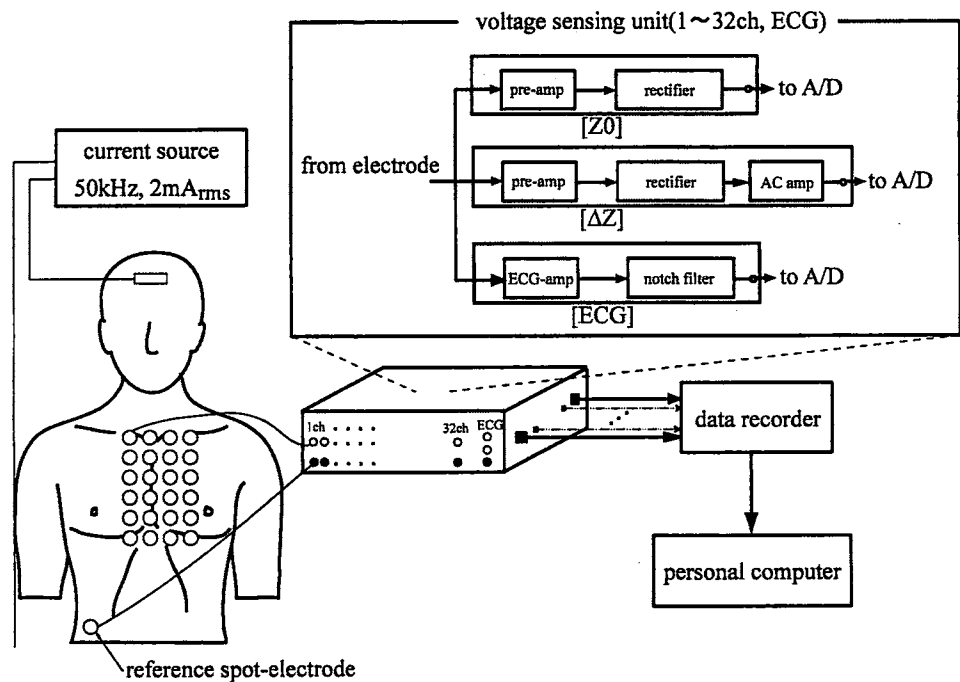 voltage sensing unit(1～32ch, ECG)
pre-amp
rectifier
to A/D
[Z0]
from electrode
pre-amp
rectifier
AC amp
to A/D
[ΔZ]
ECG-amp
notch filter
to A/D
[ECG]
current source
50kHz, 2mArms
1ch
32ch
ECG
data recorder
personal computer
reference spot-electrode